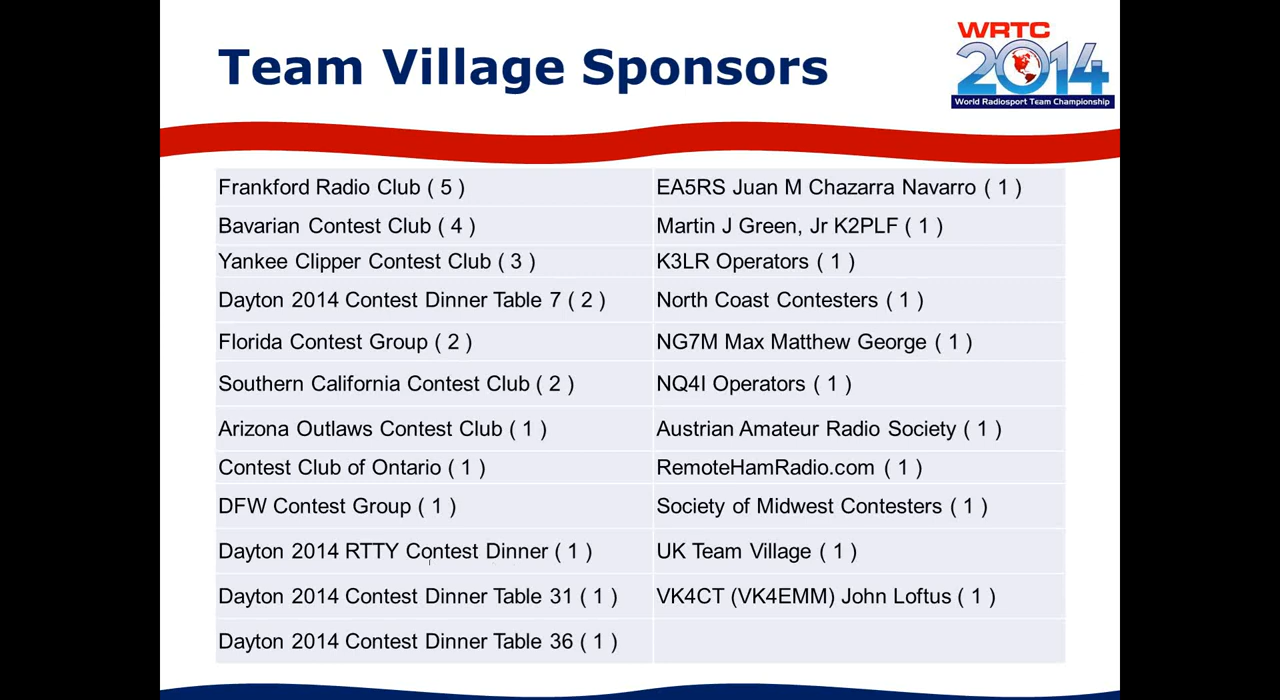 Team Village Sponsors
WRTC
2014
World Radiosport Team Championship
Frankford Radio Club ( 5 )
EA5RS Juan M Chazarra Navarro ( 1 )
Bavarian Contest Club ( 4 )
Martin J Green, Jr K2PLF ( 1 )
Yankee Clipper Contest Club ( 3 )
K3LR Operators ( 1 )
Dayton 2014 Contest Dinner Table 7 ( 2 )
North Coast Contesters ( 1 )
Florida Contest Group ( 2 )
NG7M Max Matthew George ( 1 )
Southern California Contest Club ( 2 )
NQ4I Operators ( 1 )
Arizona Outlaws Contest Club ( 1 )
Austrian Amateur Radio Society ( 1 )
Contest Club of Ontario ( 1 )
RemoteHamRadio.com ( 1 )
DFW Contest Group ( 1 )
Society of Midwest Contesters ( 1 )
Dayton 2014 RTTY Contest Dinner ( 1 )
UK Team Village ( 1 )
Dayton 2014 Contest Dinner Table 31 ( 1 )
VK4CT (VK4EMM) John Loftus ( 1 )
Dayton 2014 Contest Dinner Table 36 ( 1 )